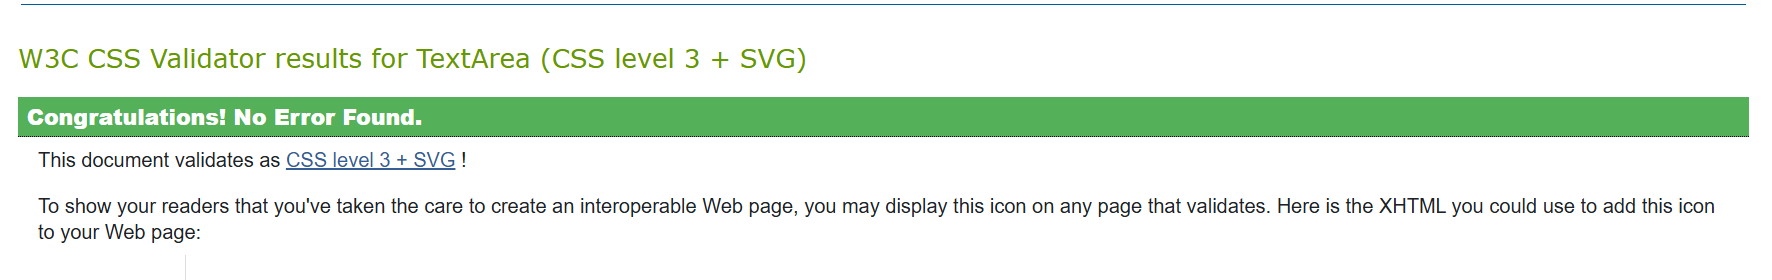 W3C CSS Validator results for TextArea (CSS level 3 + SVG)
Congratulations! No Error Found.
This document validates as CSS level 3 + SVG !
To show your readers that you've taken the care to create an interoperable Web page, you may display this icon on any page that validates. Here is the XHTML you could use to add this icon
to your Web page: